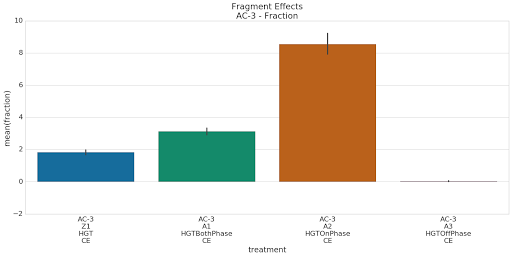 Fragment Effects
AC-3 - Fraction
10
8
6
4
2
0
−2
mean(fraction)
AC-3
Z1
HGT
CE
AC-3
A1
HGTBothPhase
CE
AC-3
A2
HGTOnPhase
CE
AC-3
A3
HGTOffPhase
CE
treatment